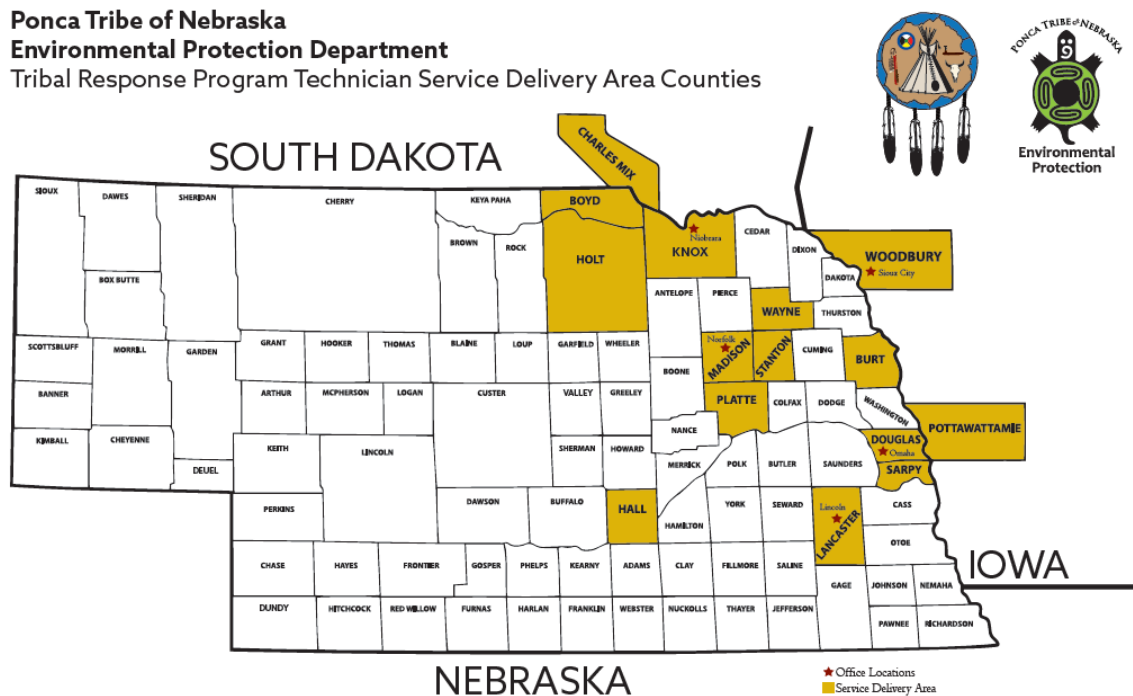 Ponca Tribe of Nebraska
Environmental Protection Department
Tribal Response Program Technician Service Delivery Area Counties
PONCA TRIBE of NEBRASKA
Environmental
Protection
SOUTH DAKOTA
CHARLES MIX
SIOUX
DAWES
SHERIDAN
CHERRY
KEYA PAHA
BOYD
BROWN
ROCK
HOLT
KNOX
Niobrara
CEDAR
DIXON
DAKOTA
WOODBURY
Sioux City
BOX BUTTE
ANTELOPE
PIERCE
WAYNE
THURSTON
SCOTTSBLUFF
MORRILL
GARDEN
GRANT
HOOKER
THOMAS
BLAINE
LOUP
GARFIELD
WHEELER
BOONE
Norfolk
MADISON
STANTON
CUMING
BURT
BANNER
ARTHUR
MCPHERSON
LOGAN
CUSTER
VALLEY
GREELEY
PLATTE
COLFAX
DODGE
WASHINGTON
POTTAWATTAMIE
KIMBALL
CHEYENNE
DEUEL
KEITH
LINCOLN
SHERMAN
HOWARD
NANCE
MERRICK
POLK
BUTLER
SAUNDERS
DOUGLAS
Omaha
SARPY
PERKINS
DAWSON
BUFFALO
HALL
HAMILTON
YORK
SEWARD
Lincoln
LANCASTER
CASS
OTOE
CHASE
HAYES
FRONTIER
GOSPER
PHELPS
KEARNY
ADAMS
CLAY
FILLMORE
SALINE
GAGE
JOHNSON
NEMAHA
IOWA
DUNDY
HITCHCOCK
RED WILLOW
FURNAS
HARLAN
FRANKLIN
WEBSTER
NUCKOLLS
THAYER
JEFFERSON
PAWNEE
RICHARDSON
NEBRASKA
Office Locations
Service Delivery Area